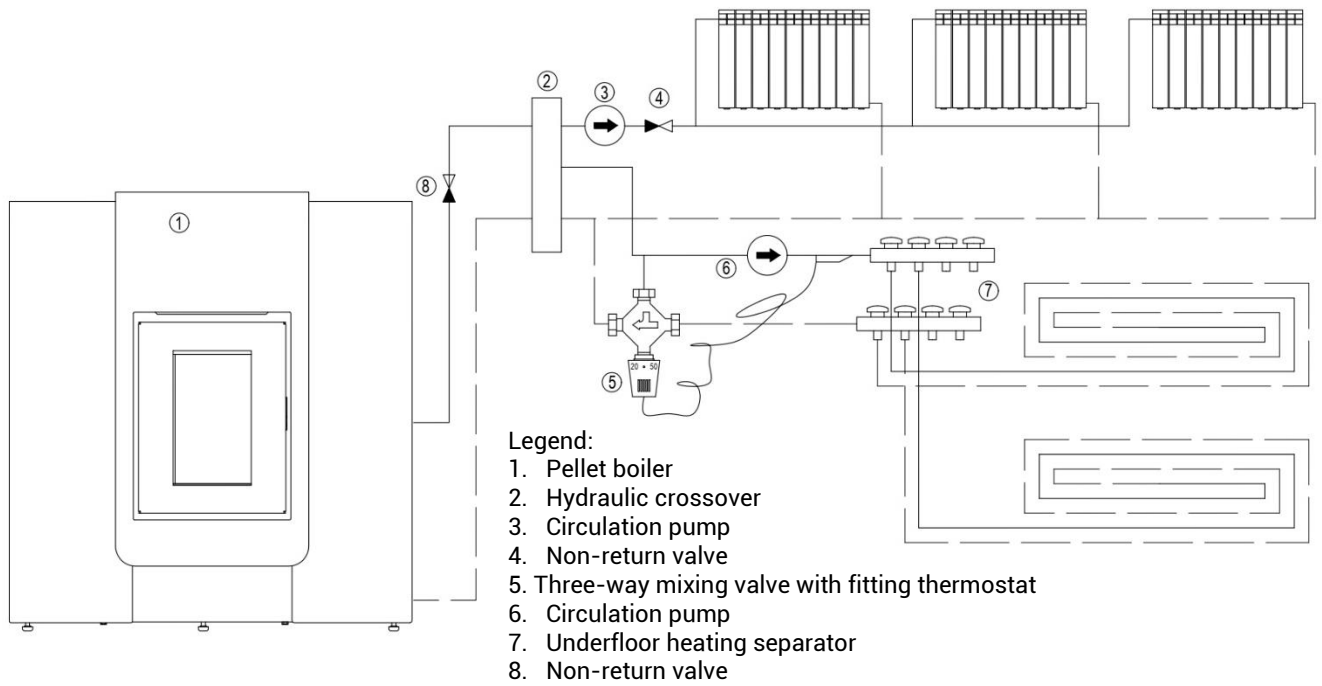 ②
③
④
⑧
①
⑥
⑦
20 • 50
⑤
Legend:
1. Pellet boiler
2. Hydraulic crossover
3. Circulation pump
4. Non-return valve
5. Three-way mixing valve with fitting thermostat
6. Circulation pump
7. Underfloor heating separator
8. Non-return valve